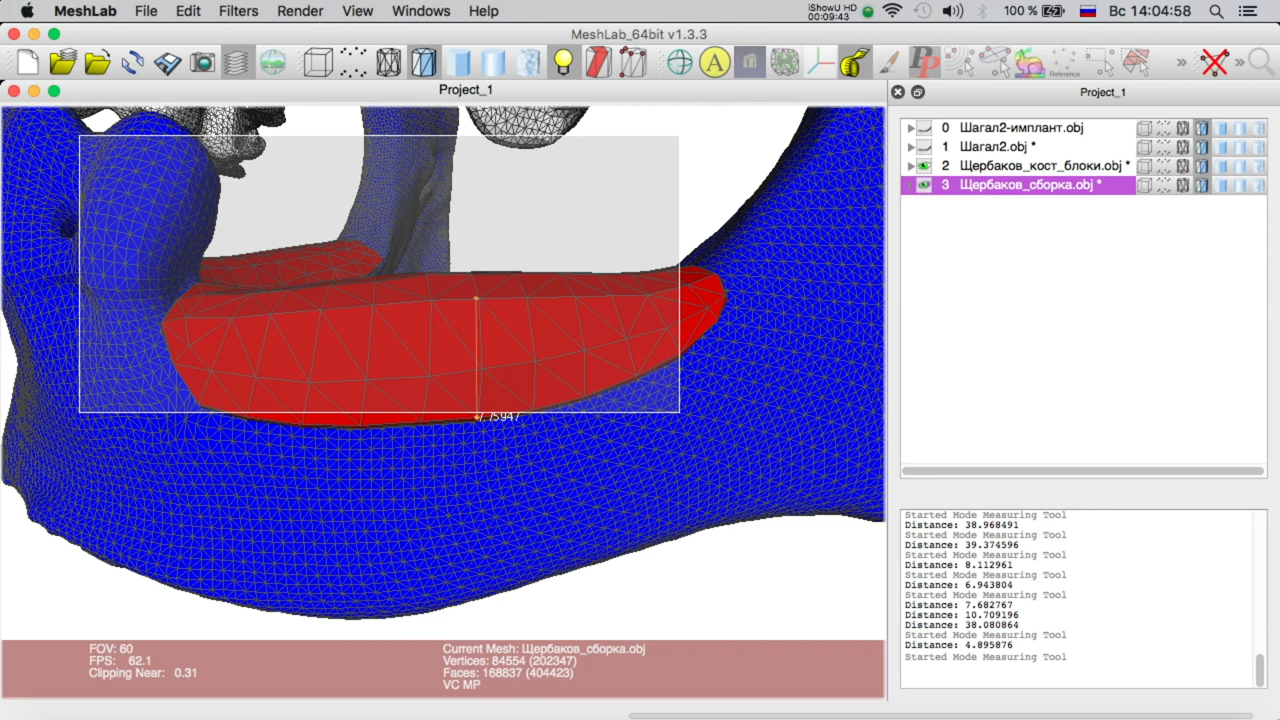 MeshLab File Edit Filters Render View Windows Help
iShowU HD
00:09:43
100 %
Вс 14:04:58
MeshLab_64bit v1.3.3
A
Reference
Project_1
Project_1
0 Шагал2-имплант.obj
1 Шагал2.obj *
2 Щербаков_кост_блоки.obj *
3 Щербаков_сборка.obj *
7.75947
Started Mode Measuring Tool
Distance: 38.968491
Started Mode Measuring Tool
Distance: 39.374596
Started Mode Measuring Tool
Distance: 8.112961
Started Mode Measuring Tool
Distance: 6.943804
Started Mode Measuring Tool
Distance: 7.682767
Distance: 10.709196
Distance: 38.080864
Started Mode Measuring Tool
Distance: 4.895876
Started Mode Measuring Tool
FOV: 60
FPS: 62.1
Clipping Near: 0.31
Current Mesh: Щербаков_сборка.obj
Vertices: 84554 (202347)
Faces: 168837 (404423)
VC MP